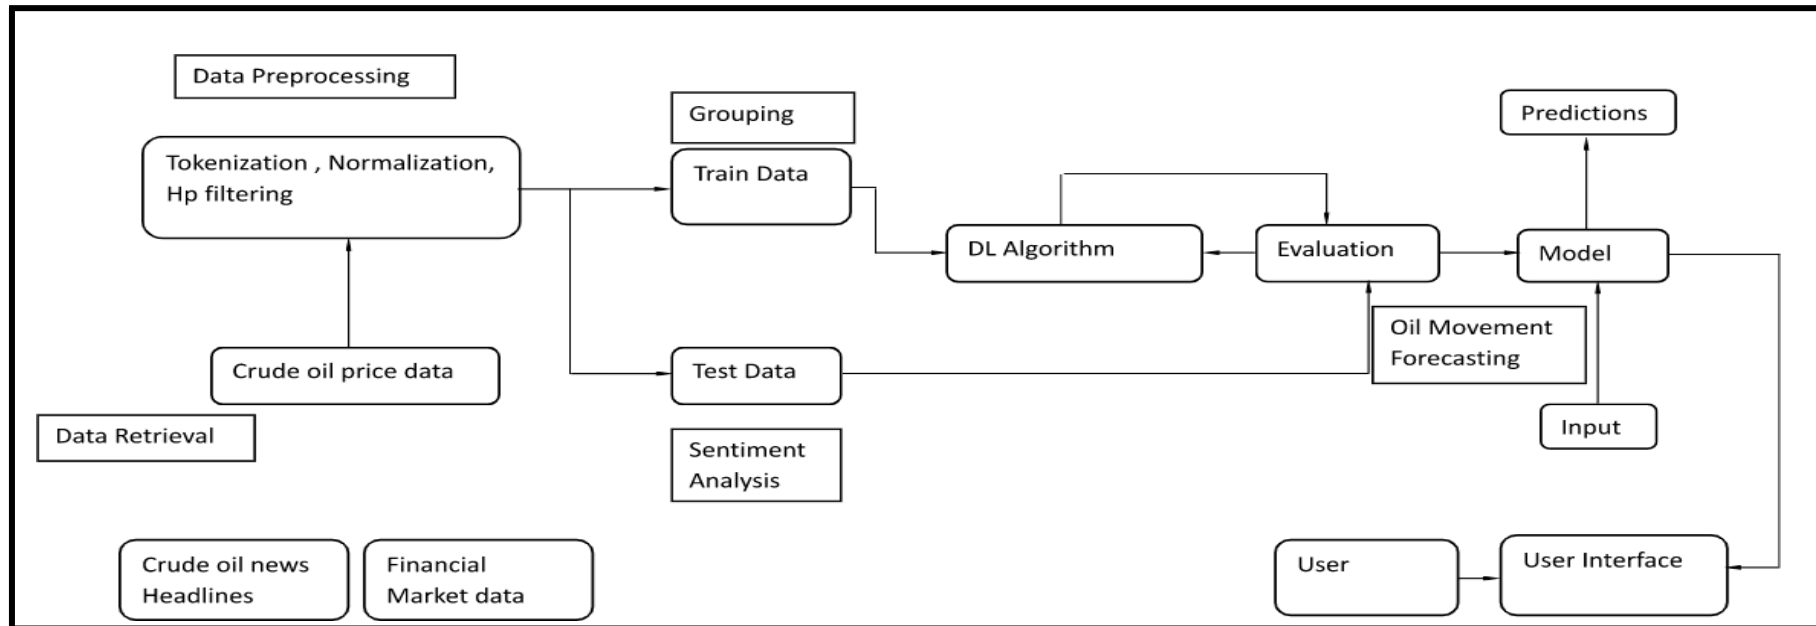 Data Preprocessing
Grouping
Predictions
Tokenization , Normalization,
Hp filtering
Train Data
DL Algorithm
Evaluation
Model
Oil Movement
Forecasting
Crude oil price data
Test Data
Input
Data Retrieval
Sentiment
Analysis
Crude oil news
Headlines
Financial
Market data
User
User Interface